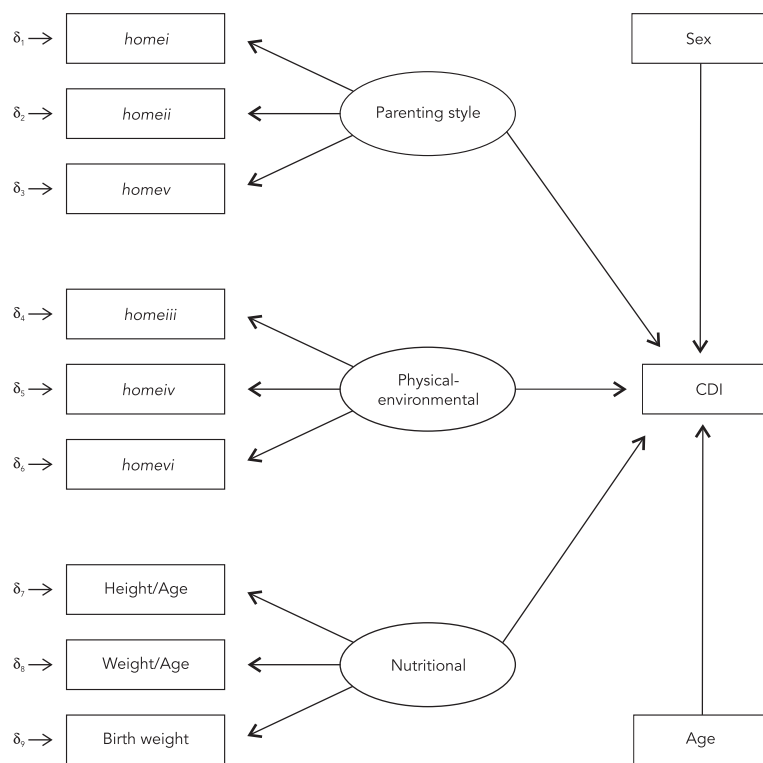 δ₁
homei
Sex
δ₂
homeii
Parenting style
δ₃
homev
δ₄
homeiii
δ₅
homeiv
Physical-
environmental
CDI
δ₆
homevi
δ₇
Height/Age
δ₈
Weight/Age
Nutritional
δ₉
Birth weight
Age